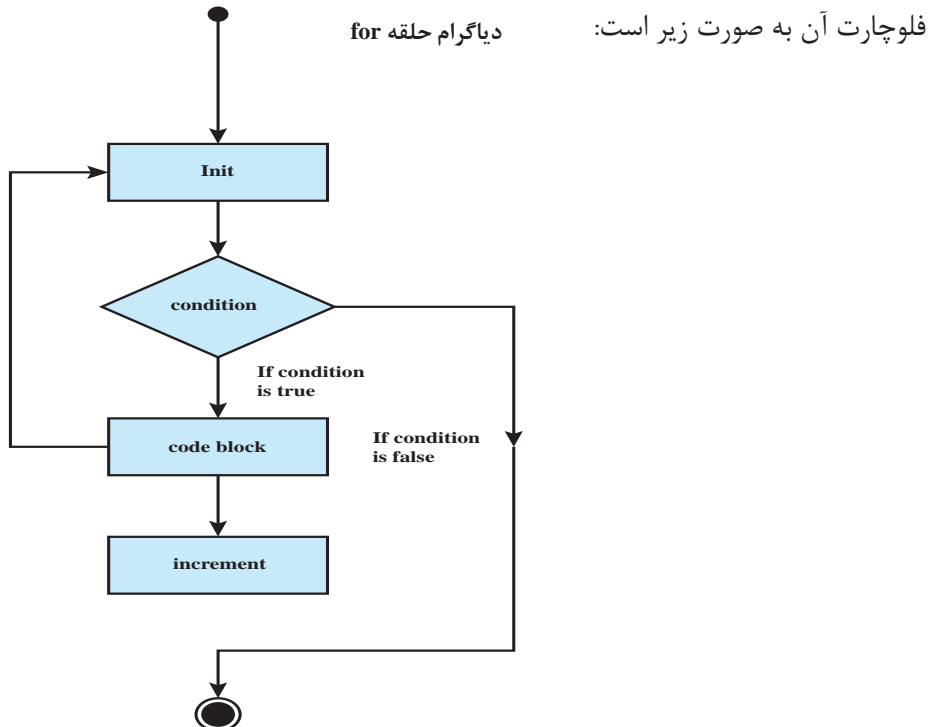 فلوچارت آن به صورت زیر است:
دیاگرام حلقه for
Init
condition
If condition
is true
If condition
is false
code block
increment